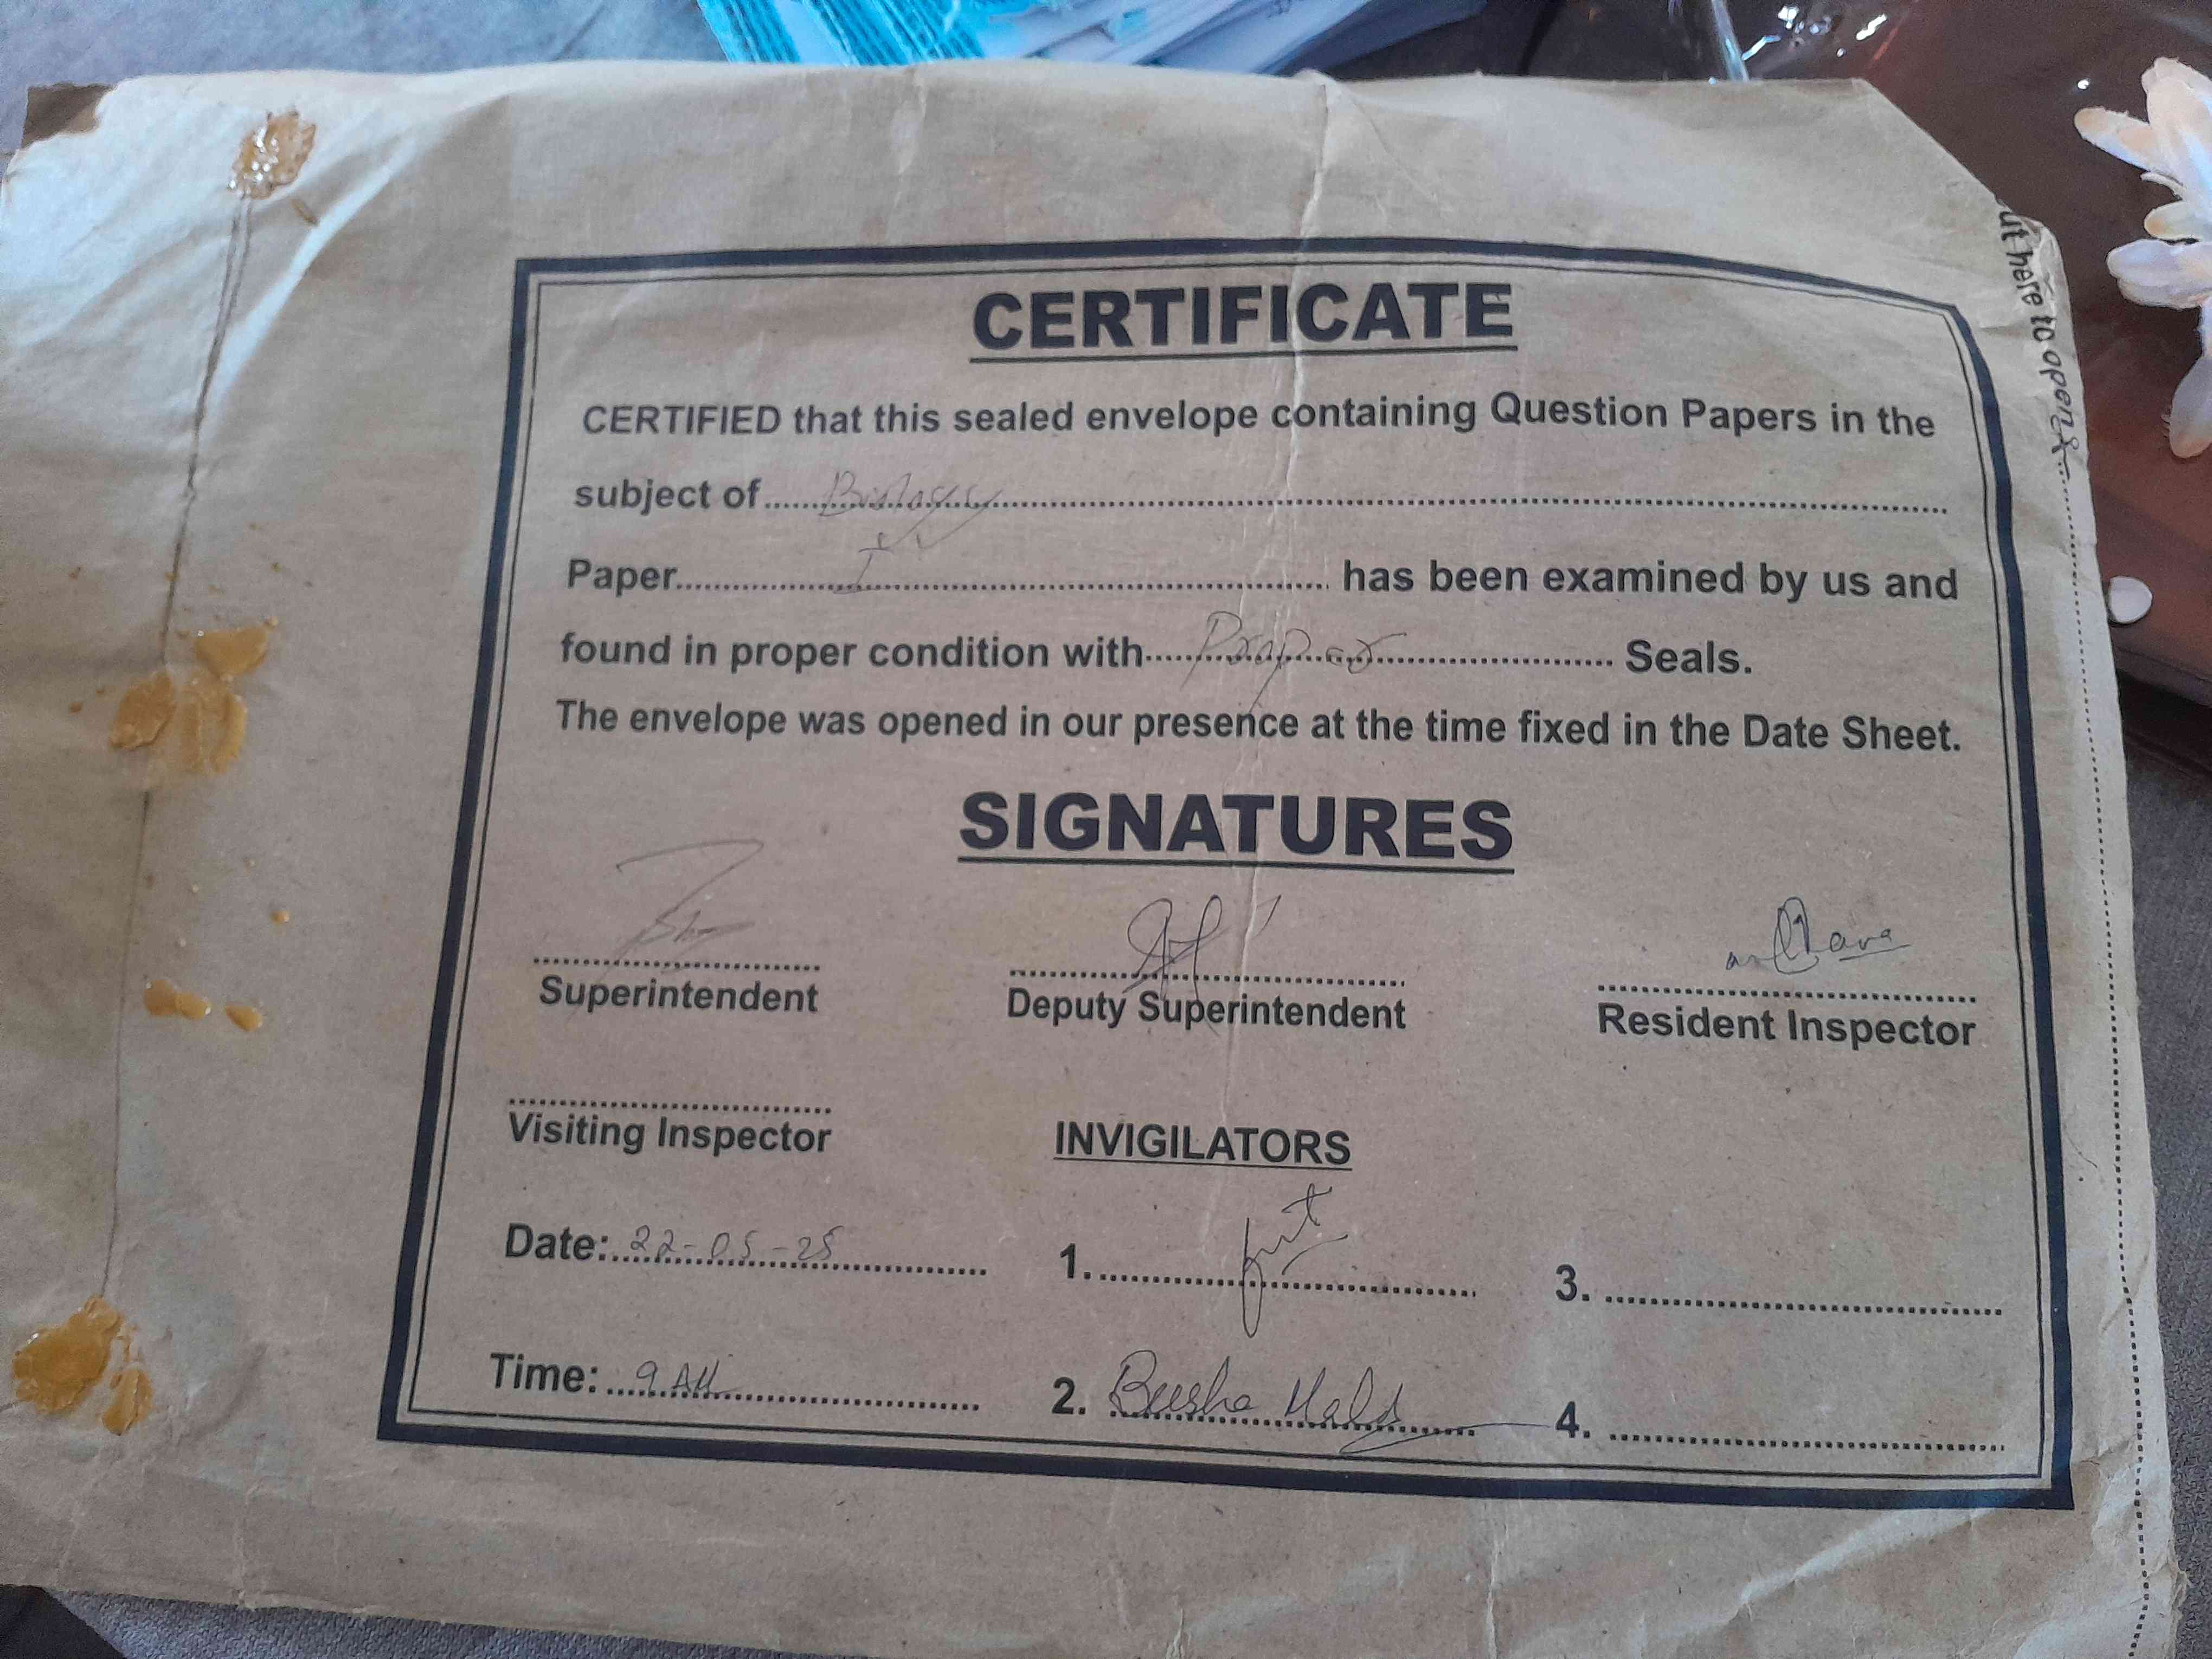 CERTIFICATE
CERTIFIED that this sealed envelope containing Question Papers in the
subject of Biology
Paper I has been examined by us and
found in proper condition with Proper Seals.
The envelope was opened in our presence at the time fixed in the Date Sheet.
SIGNATURES
Superintendent
Deputy Superintendent
Resident Inspector
Visiting Inspector
INVIGILATORS
Date: 22-05-25
1.
3.
Time: 9 AM
2.
4.
ut here to open